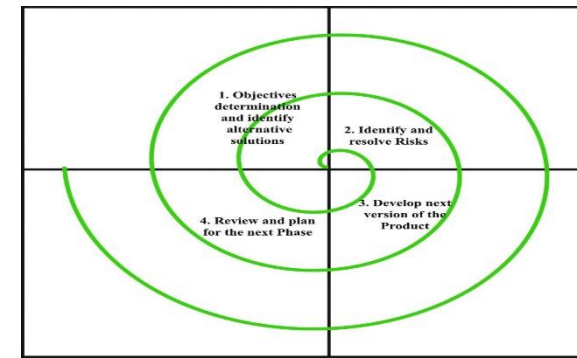 1. Objectives
determination
and identify
alternative
solutions
2. Identify and
resolve Risks
3. Develop next
version of the
Product
4. Review and plan
for the next Phase